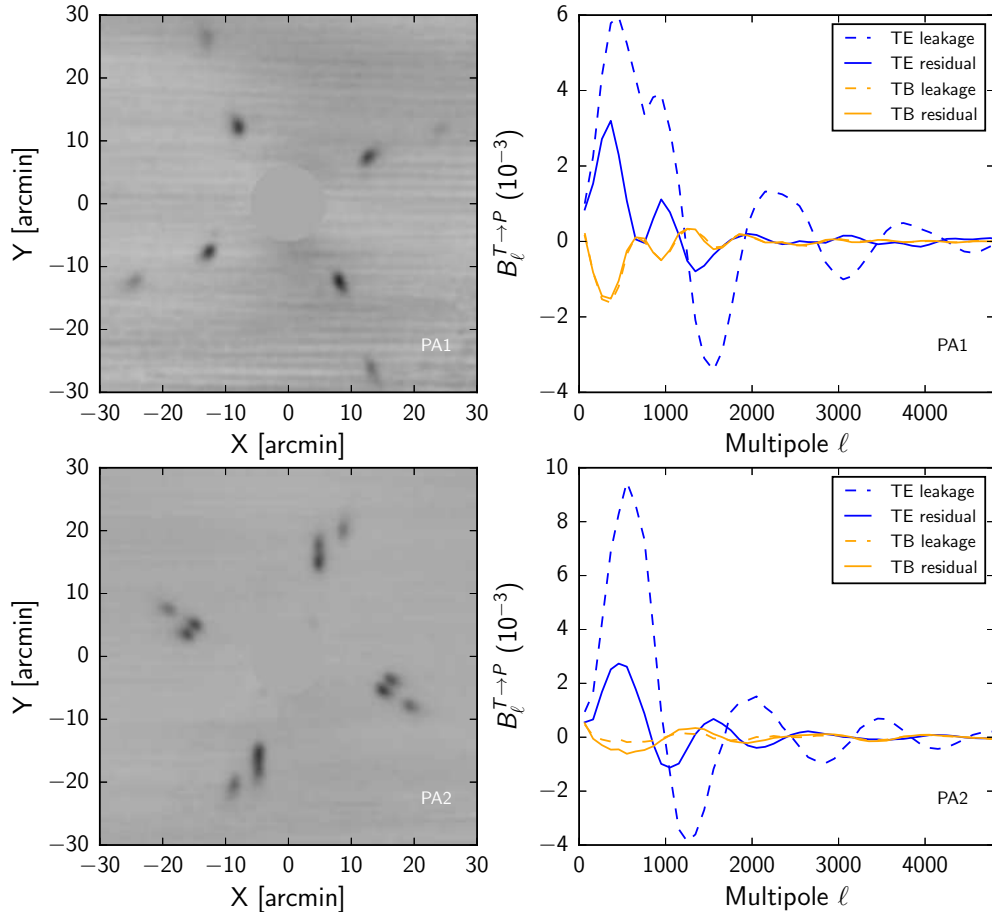 30
20
10
0
−10
−20
−30
Y [arcmin]
−30 −20 −10 0 10 20 30
X [arcmin]
PA1
6
4
2
0
−2
−4
B_ℓ^{T→P} (10^{−3})
TE leakage
TE residual
TB leakage
TB residual
PA1
0 1000 2000 3000 4000
Multipole ℓ
30
20
10
0
−10
−20
−30
Y [arcmin]
−30 −20 −10 0 10 20 30
X [arcmin]
PA2
10
8
6
4
2
0
−2
−4
B_ℓ^{T→P} (10^{−3})
TE leakage
TE residual
TB leakage
TB residual
PA2
0 1000 2000 3000 4000
Multipole ℓ